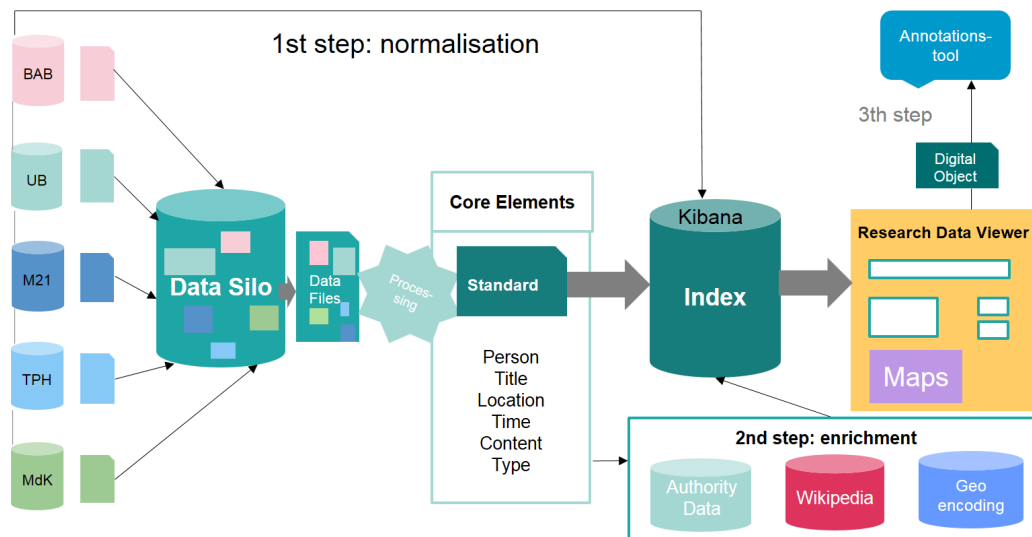 1st step: normalisation
BAB
UB
M21
TPH
MdK
Data Silo
Data
Files
Proces-
sing
Core Elements
Standard
Person
Title
Location
Time
Content
Type
Kibana
Index
Annotations-
tool
3th step
Digital
Object
Research Data Viewer
Maps
2nd step: enrichment
Authority
Data
Wikipedia
Geo
encoding